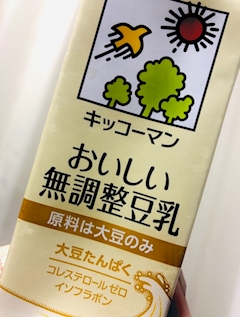 キッコーマン
おいしい
無調整豆乳
原料は大豆のみ
大豆たんぱく
コレステロールゼロ
イソフラボン